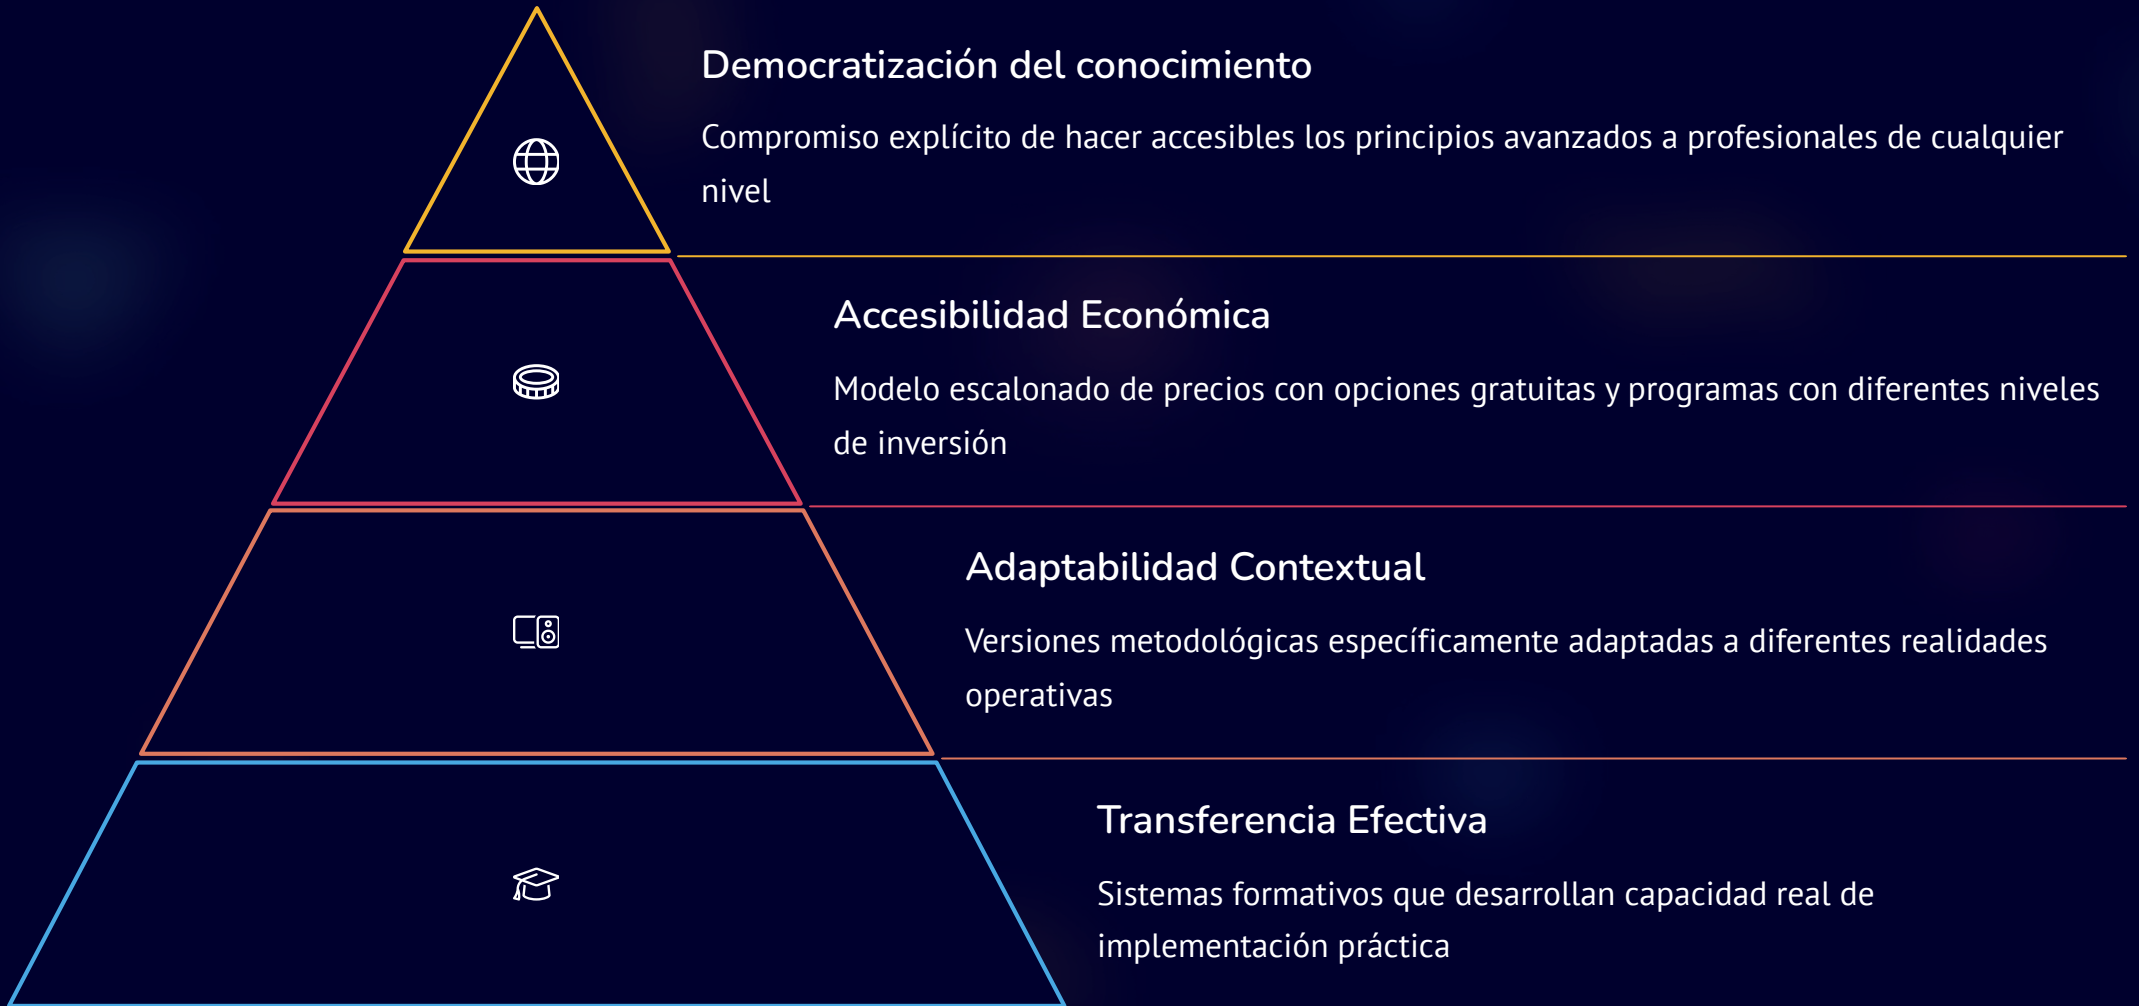 Democratización del conocimiento
Compromiso explícito de hacer accesibles los principios avanzados a profesionales de cualquier
nivel
Accesibilidad Económica
Modelo escalonado de precios con opciones gratuitas y programas con diferentes niveles
de inversión
Adaptabilidad Contextual
Versiones metodológicas específicamente adaptadas a diferentes realidades
operativas
Transferencia Efectiva
Sistemas formativos que desarrollan capacidad real de
implementación práctica